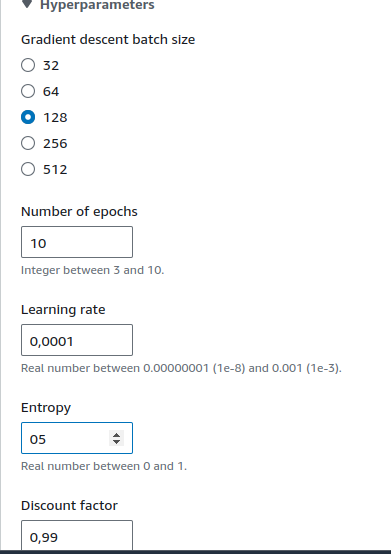 Hyperparameters
Gradient descent batch size
32
64
128
256
512
Number of epochs
10
Integer between 3 and 10.
Learning rate
0,0001
Real number between 0.00000001 (1e-8) and 0.001 (1e-3).
Entropy
05
Real number between 0 and 1.
Discount factor
0,99